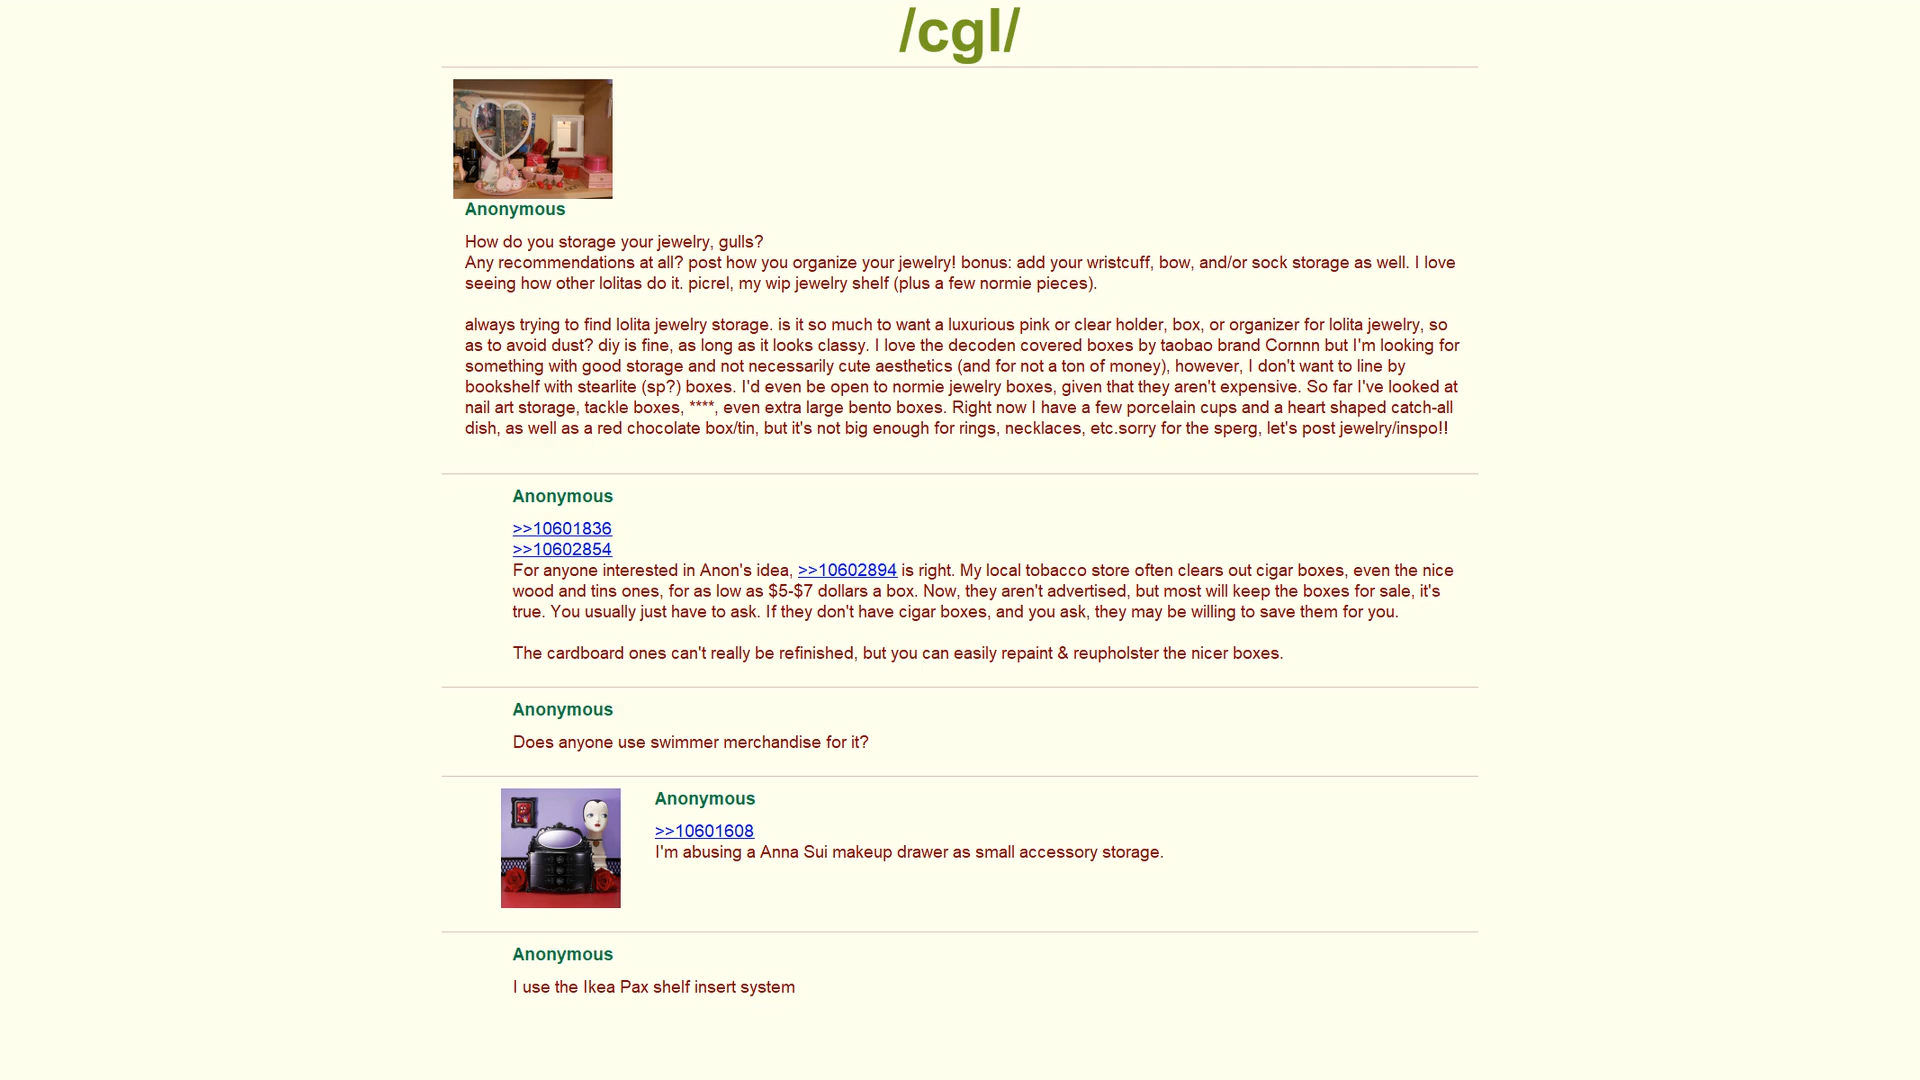 /cgl/
Anonymous
How do you storage your jewelry, gulls?
Any recommendations at all? post how you organize your jewelry! bonus: add your wristcuff, bow, and/or sock storage as well. I love
seeing how other lolitas do it. picrel, my wip jewelry shelf (plus a few normie pieces).
always trying to find lolita jewelry storage. is it so much to want a luxurious pink or clear holder, box, or organizer for lolita jewelry, so
as to avoid dust? diy is fine, as long as it looks classy. I love the decoden covered boxes by taobao brand Cornnn but I'm looking for
something with good storage and not necessarily cute aesthetics (and for not a ton of money), however, I don't want to line by
bookshelf with stearlite (sp?) boxes. I'd even be open to normie jewelry boxes, given that they aren't expensive. So far I've looked at
nail art storage, tackle boxes, ****, even extra large bento boxes. Right now I have a few porcelain cups and a heart shaped catch-all
dish, as well as a red chocolate box/tin, but it's not big enough for rings, necklaces, etc.sorry for the sperg, let's post jewelry/inspo!!
Anonymous
>>10601836
>>10602854
For anyone interested in Anon's idea, >>10602894 is right. My local tobacco store often clears out cigar boxes, even the nice
wood and tins ones, for as low as $5-$7 dollars a box. Now, they aren't advertised, but most will keep the boxes for sale, it's
true. You usually just have to ask. If they don't have cigar boxes, and you ask, they may be willing to save them for you.
The cardboard ones can't really be refinished, but you can easily repaint & reupholster the nicer boxes.
Anonymous
Does anyone use swimmer merchandise for it?
Anonymous
>>10601608
I'm abusing a Anna Sui makeup drawer as small accessory storage.
Anonymous
I use the Ikea Pax shelf insert system